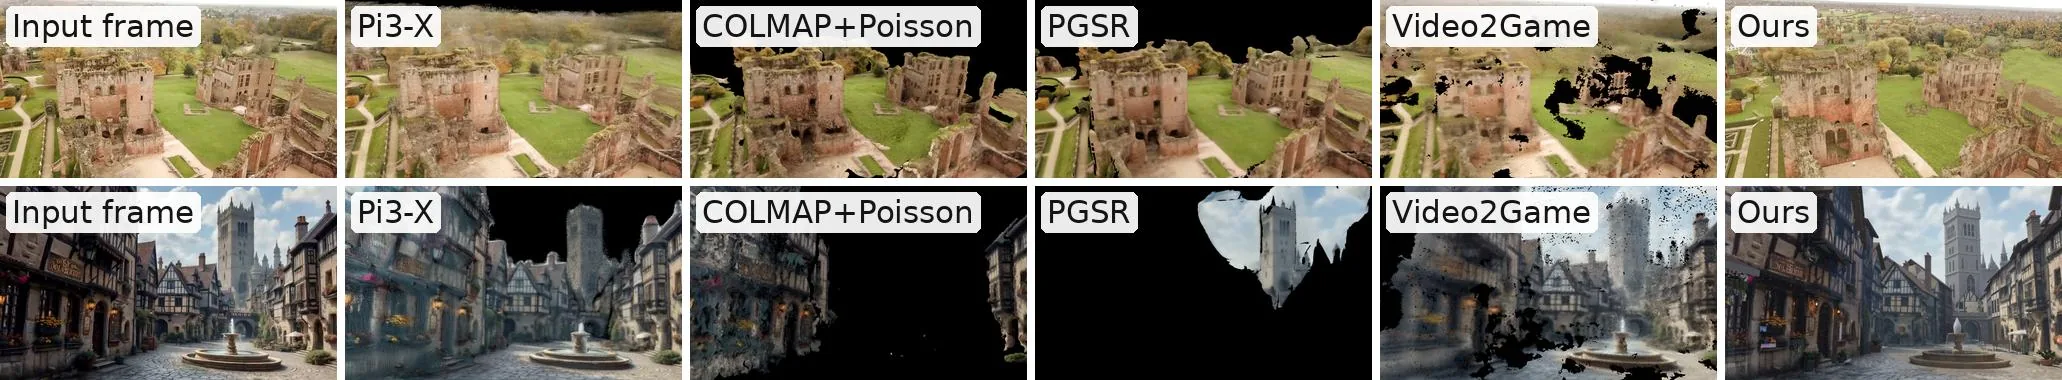 Input frame
Pi3-X
COLMAP+Poisson
PGSR
Video2Game
Ours
Input frame
Pi3-X
COLMAP+Poisson
PGSR
Video2Game
Ours